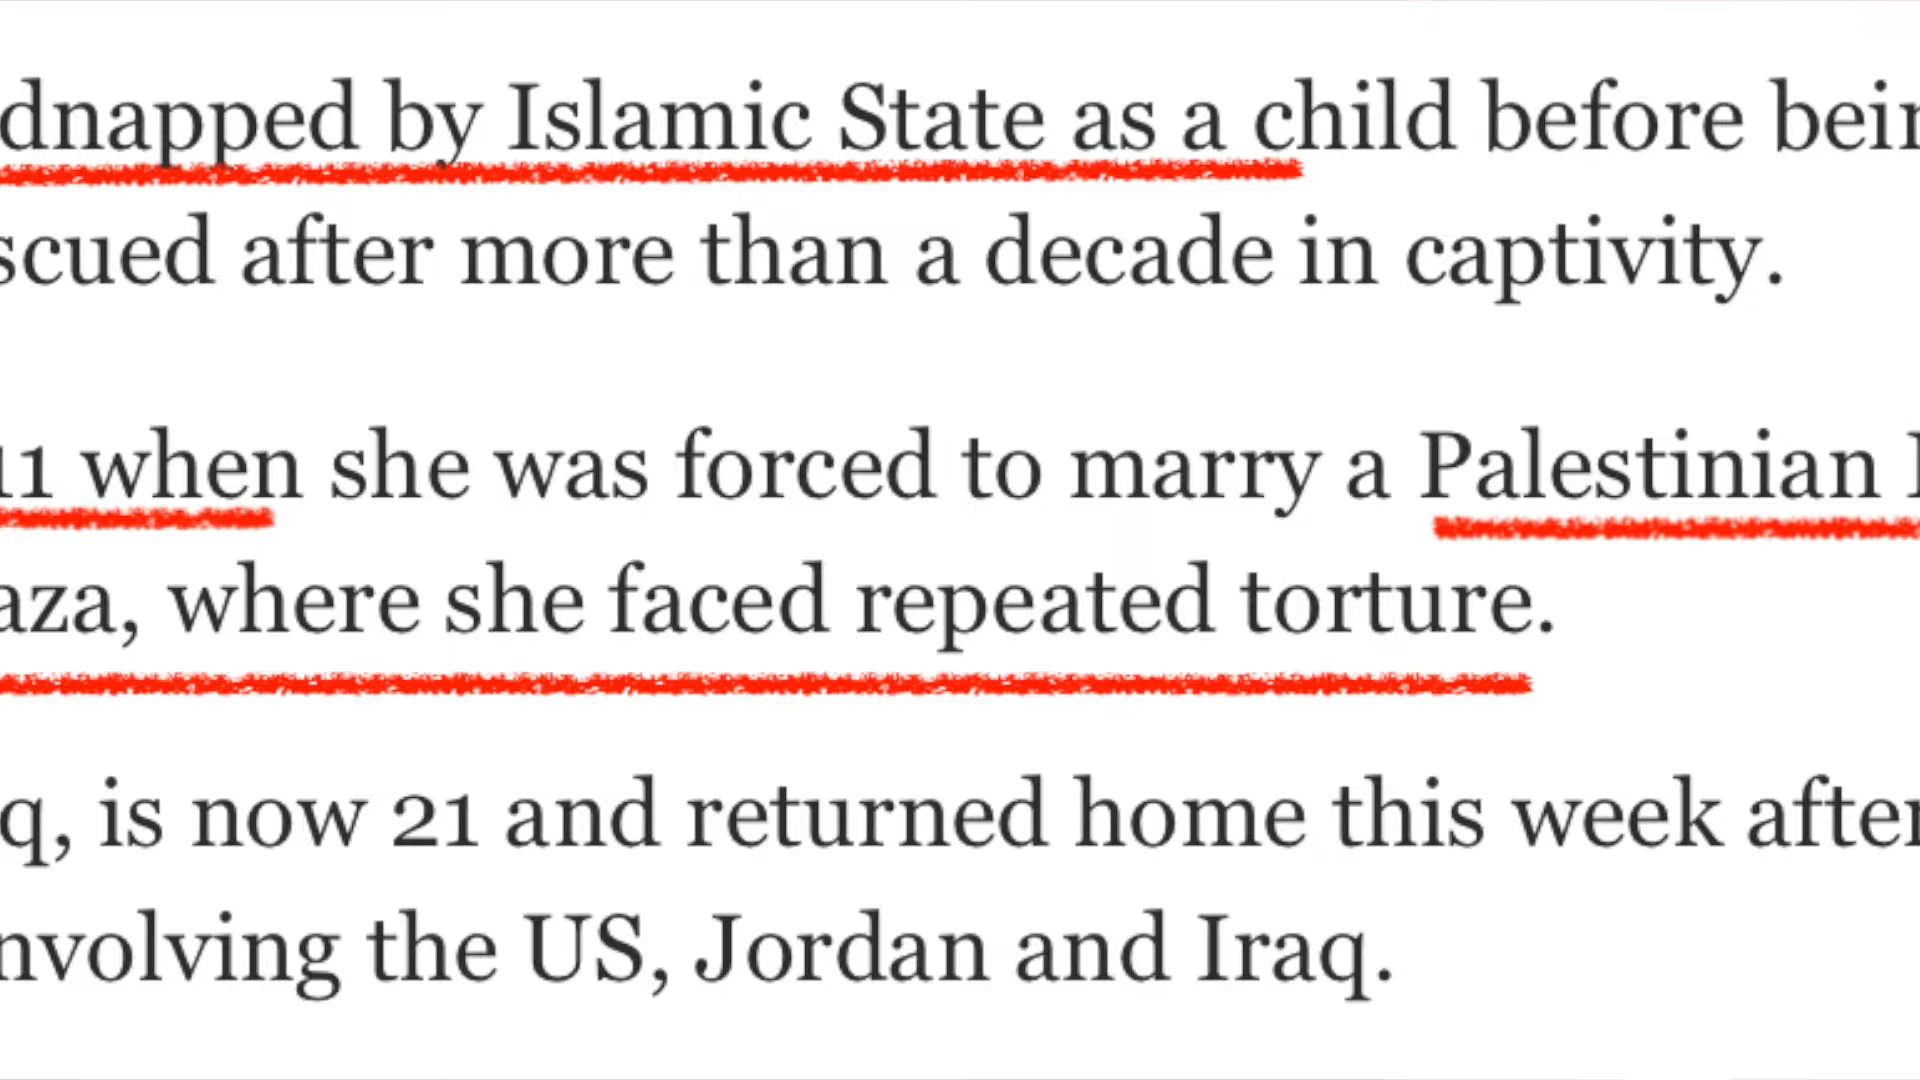 dnapped by Islamic State as a child before bein
scued after more than a decade in captivity.
11 when she was forced to marry a Palestinian
aza, where she faced repeated torture.
q, is now 21 and returned home this week after
nvolving the US, Jordan and Iraq.